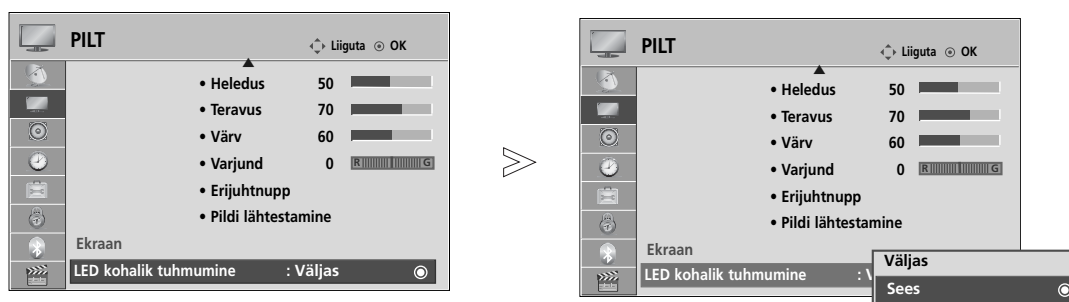 PILT
Liiguta ⊙ OK
• Heledus 50
• Teravus 70
• Värv 60
• Varjund 0 R G
• Erijuhtnupp
• Pildi lähtestamine
Ekraan
LED kohalik tuhmumine : Väljas
PILT
Liiguta ⊙ OK
• Heledus 50
• Teravus 70
• Värv 60
• Varjund 0 R G
• Erijuhtnupp
• Pildi lähtestamine
Ekraan
LED kohalik tuhmumine : V
Väljas
Sees